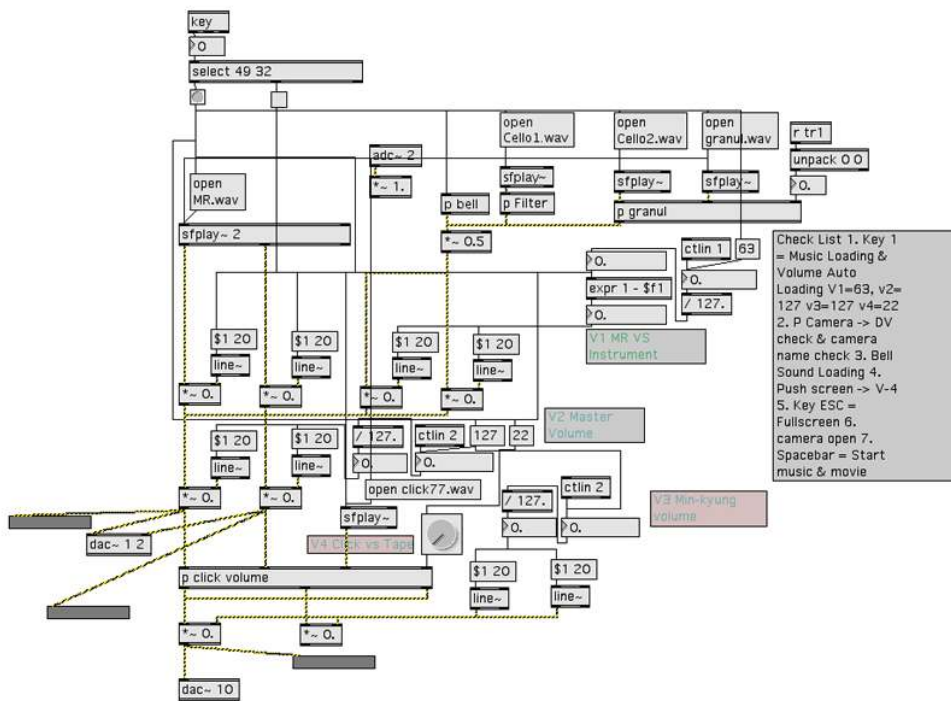 key
0
select 49 32
open
Cello1.wav
open
Cello2.wav
open
granul.wav
r tr1
adc~ 2
unpack 0 0
*~ 1.
open
MR.wav
sfplay~
sfplay~
sfplay~
0.
p bell
p Filter
p granul
sfplay~ 2
*~ 0.5
ctlin 1
63
0.
0.
expr 1 - $f1
/ 127.
0.
Check List 1. Key 1
= Music Loading &
Volume Auto
Loading V1=63, v2=
127 v3=127 v4=22
2. P Camera -> DV
check & camera
name check 3. Bell
Sound Loading 4.
Push screen -> V-4
5. Key ESC =
Fullscreen 6.
camera open 7.
Spacebar = Start
music & movie
V1 MR VS
Instrument
$1 20
$1 20
$1 20
$1 20
line~
line~
line~
line~
*~ 0.
*~ 0.
*~ 0.
*~ 0.
V2 Master
Volume
$1 20
$1 20
/ 127.
ctlin 2
127
22
line~
line~
0.
0.
open click77.wav
ctlin 2
*~ 0.
*~ 0.
/ 127.
V3 Min-kyung
volume
sfplay~
0.
0.
dac~ 1 2
V4 Click vs Tape
p click volume
$1 20
$1 20
line~
line~
*~ 0.
*~ 0.
dac~ 10